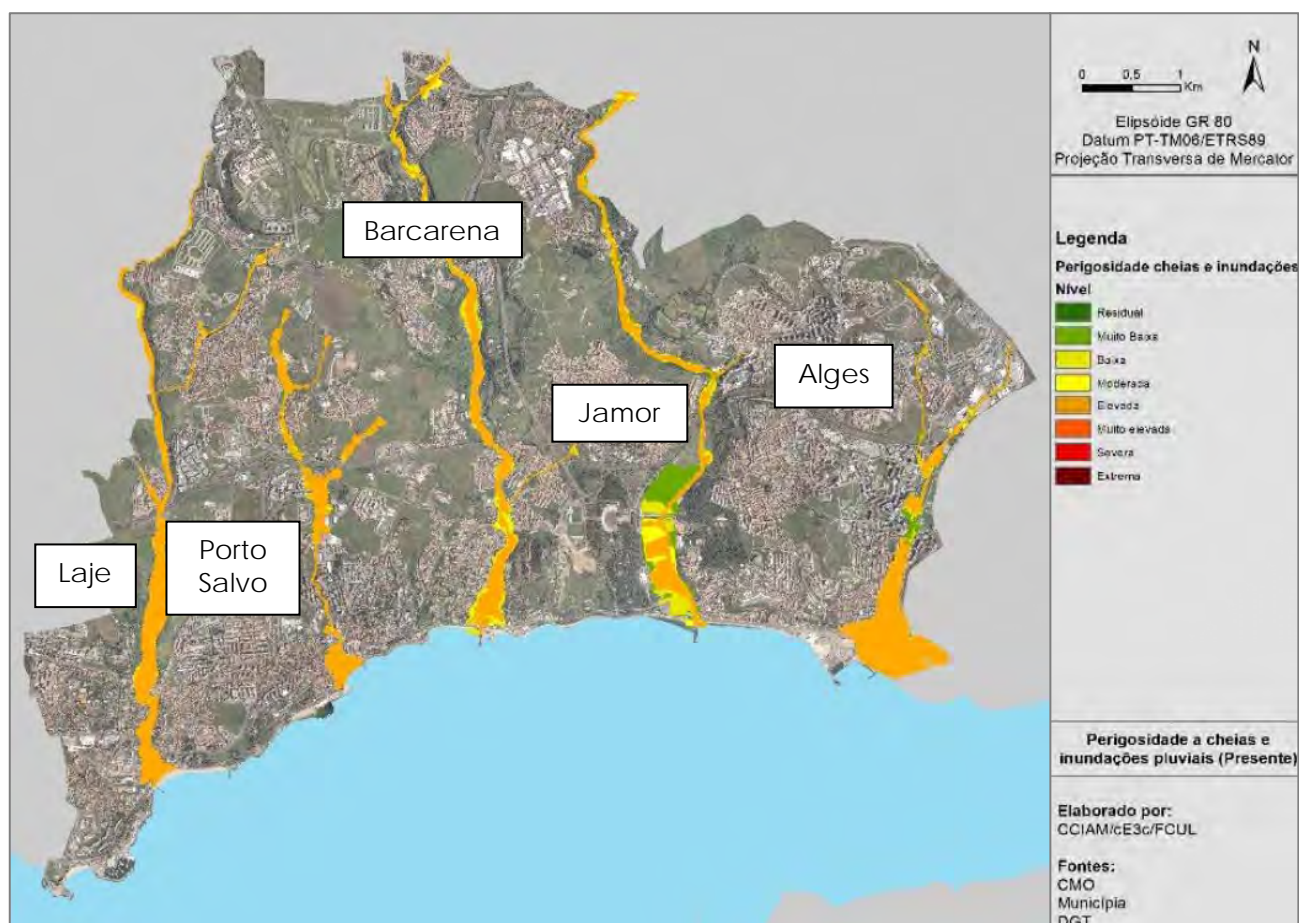 Barcarena
Alges
Jamor
Porto
Salvo
Laje
N
0 0.5 1
Km
Elipsóide GR 80
Datum PT-TM06/ETRS89
Projeção Transversa de Mercator
Legenda
Perigosidade cheias e inundações
Nível
Residual
Muito Baixa
Baixa
Moderada
Elevada
Muito elevada
Severa
Extrema
Perigosidade a cheias e
inundações pluviais (Presente)
Elaborado por:
CCIAM/cE3c/FCUL
Fontes:
CMO
Município
DGT